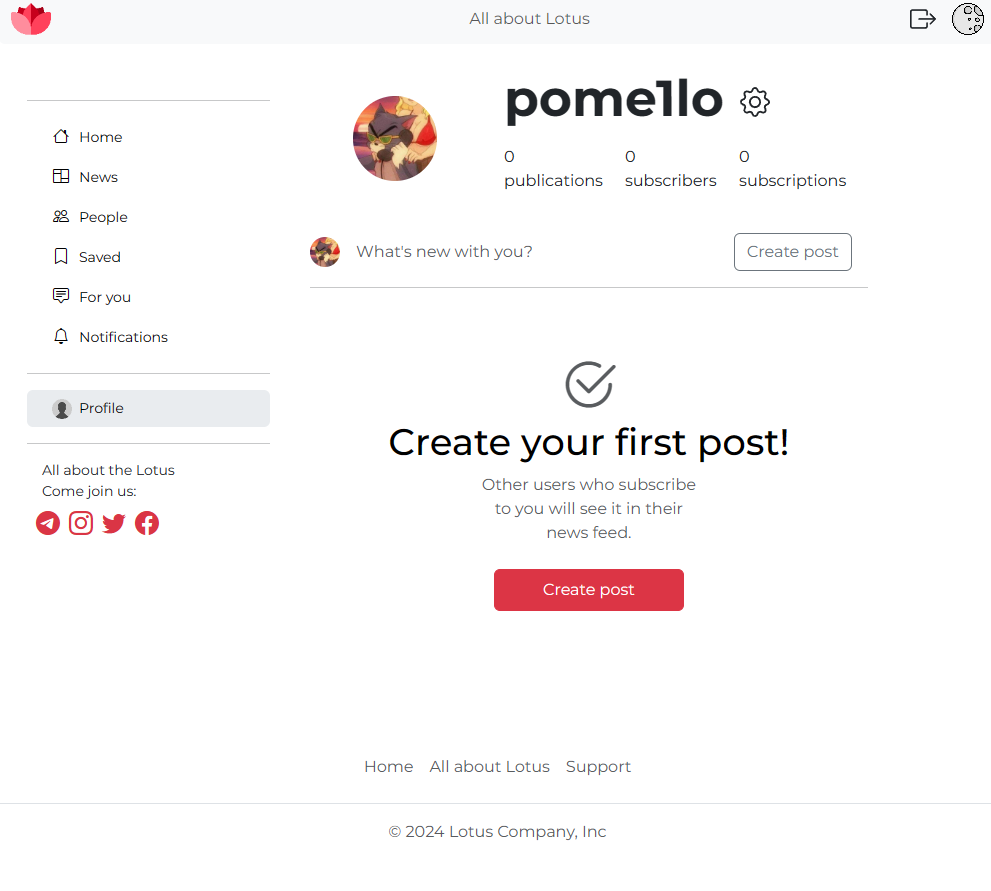 All about Lotus
Home
News
People
Saved
For you
Notifications
Profile
All about the Lotus
Come join us:
pome1lo
0 0 0
publications subscribers subscriptions
What's new with you? Create post
Create your first post!
Other users who subscribe
to you will see it in their
news feed.
Create post
Home All about Lotus Support
© 2024 Lotus Company, Inc